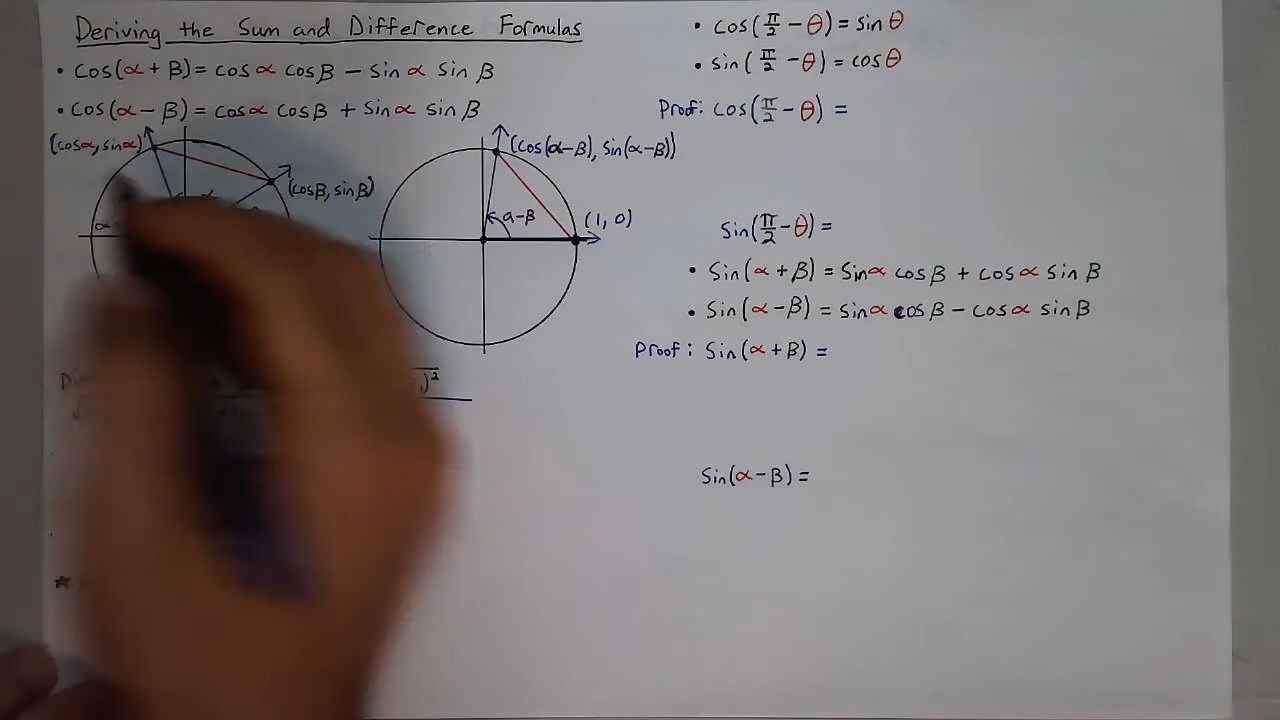 Deriving the Sum and Difference Formulas
• Cos(α + β) = cos α cos β − sin α sin β
• Cos(α − β) = cos α cos β + sin α sin β
(cos α, sin α)
(cos β, sin β)
(cos(α−β), sin(α−β))
a−β
(1, 0)
)²
• cos(π/2 − θ) = sin θ
• sin(π/2 − θ) = cos θ
Proof: cos(π/2 − θ) =
Sin(π/2 − θ) =
• Sin(α + β) = Sin α cos β + cos α sin β
• Sin(α − β) = sin α cos β − cos α sin β
Proof: Sin(α + β) =
Sin(α − β) =